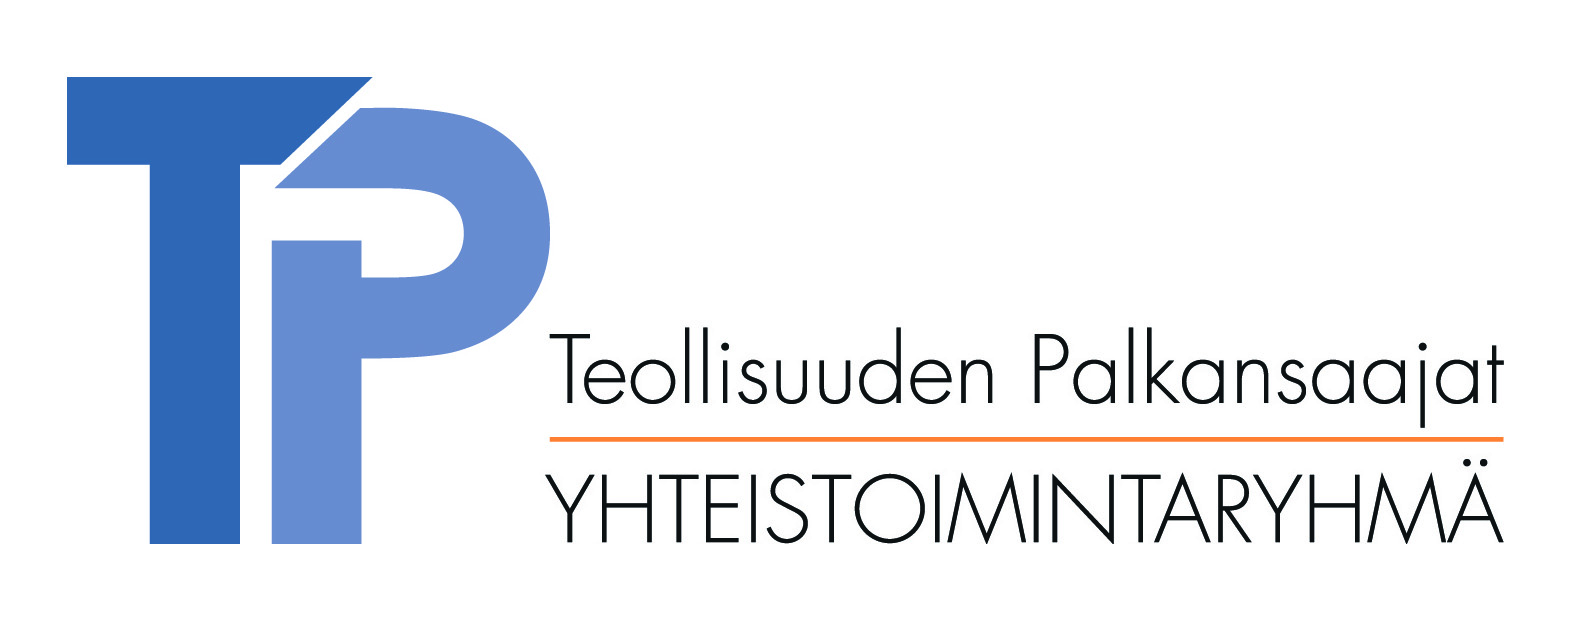 TP
Teollisuuden Palkansaajat
YHTEISTOIMINTARYHMÄ